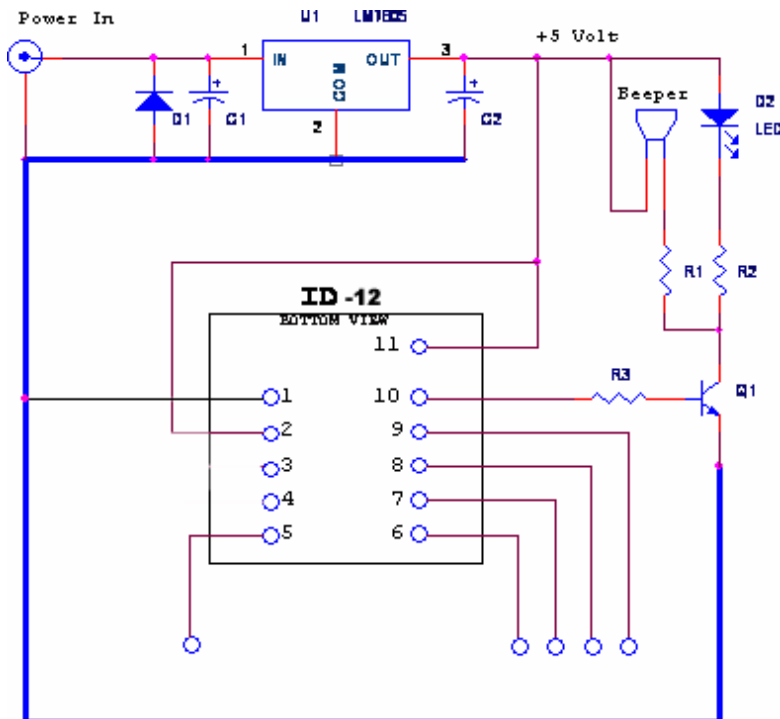 Power In
U1 LM7805
+5 Volt
1
IN OUT
3
COM
2
D1
C1
C2
Beeper
D2
LED
R1
R2
ID -12
BOTTOM VIEW
11
1
10
R3
Q1
2
9
3
8
4
7
5
6